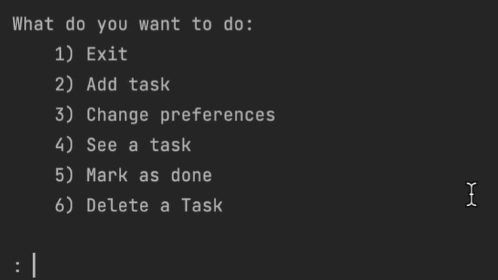 What do you want to do:
1) Exit
2) Add task
3) Change preferences
4) See a task
5) Mark as done
6) Delete a Task
: